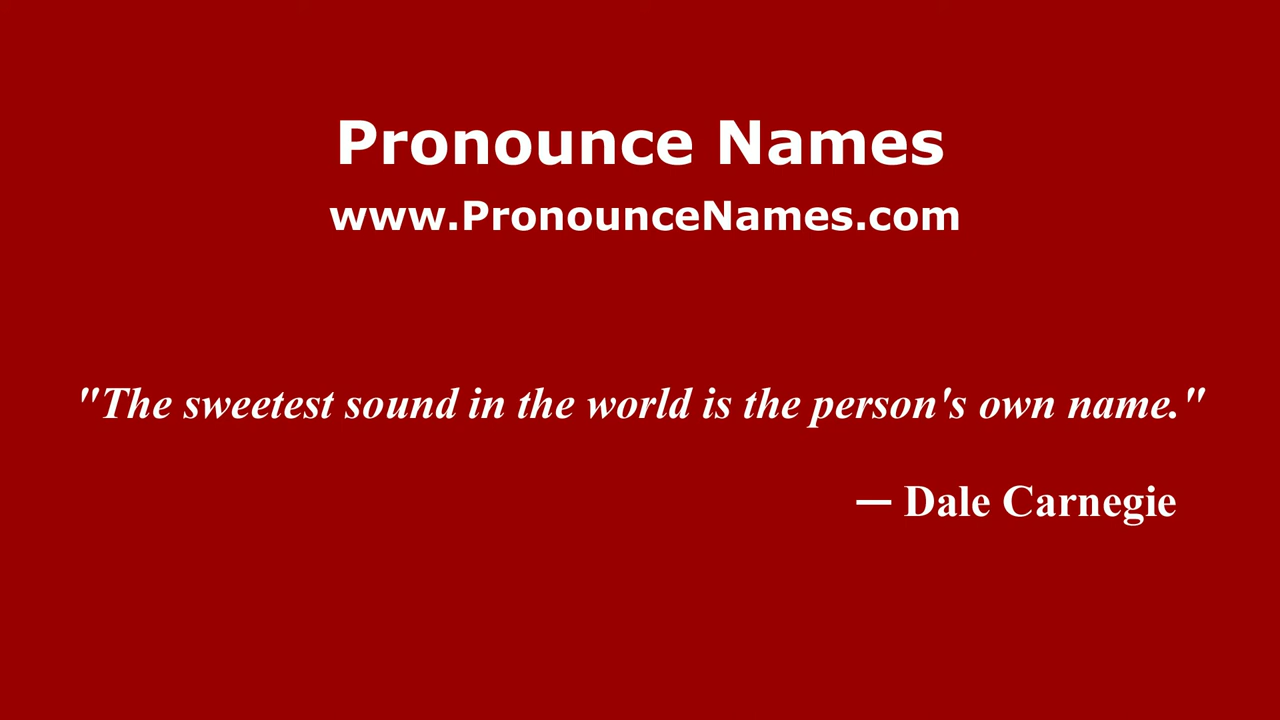 Pronounce Names
www.PronounceNames.com
"The sweetest sound in the world is the person's own name."
— Dale Carnegie